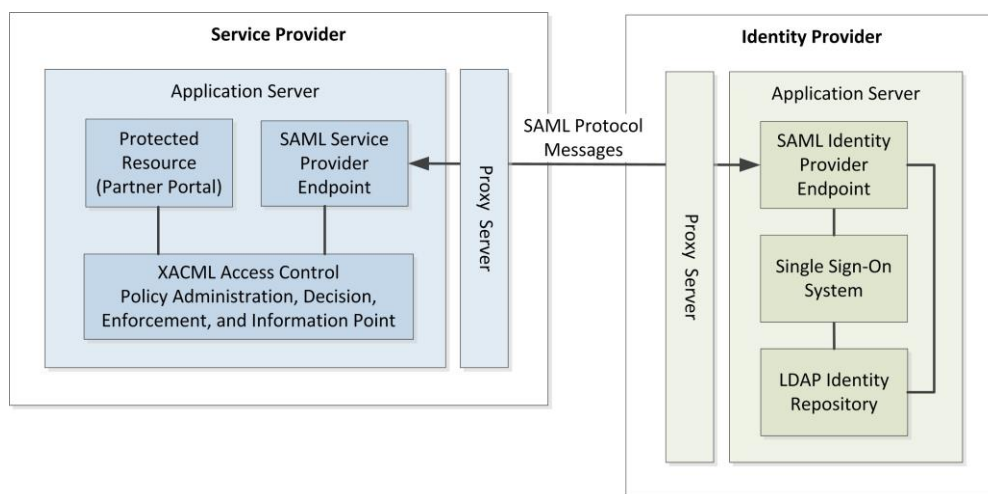 Service Provider
Application Server
Protected
Resource
(Partner Portal)
SAML Service
Provider
Endpoint
XACML Access Control
Policy Administration, Decision,
Enforcement, and Information Point
Proxy Server
SAML Protocol
Messages
Identity Provider
Proxy Server
Application Server
SAML Identity
Provider
Endpoint
Single Sign-On
System
LDAP Identity
Repository